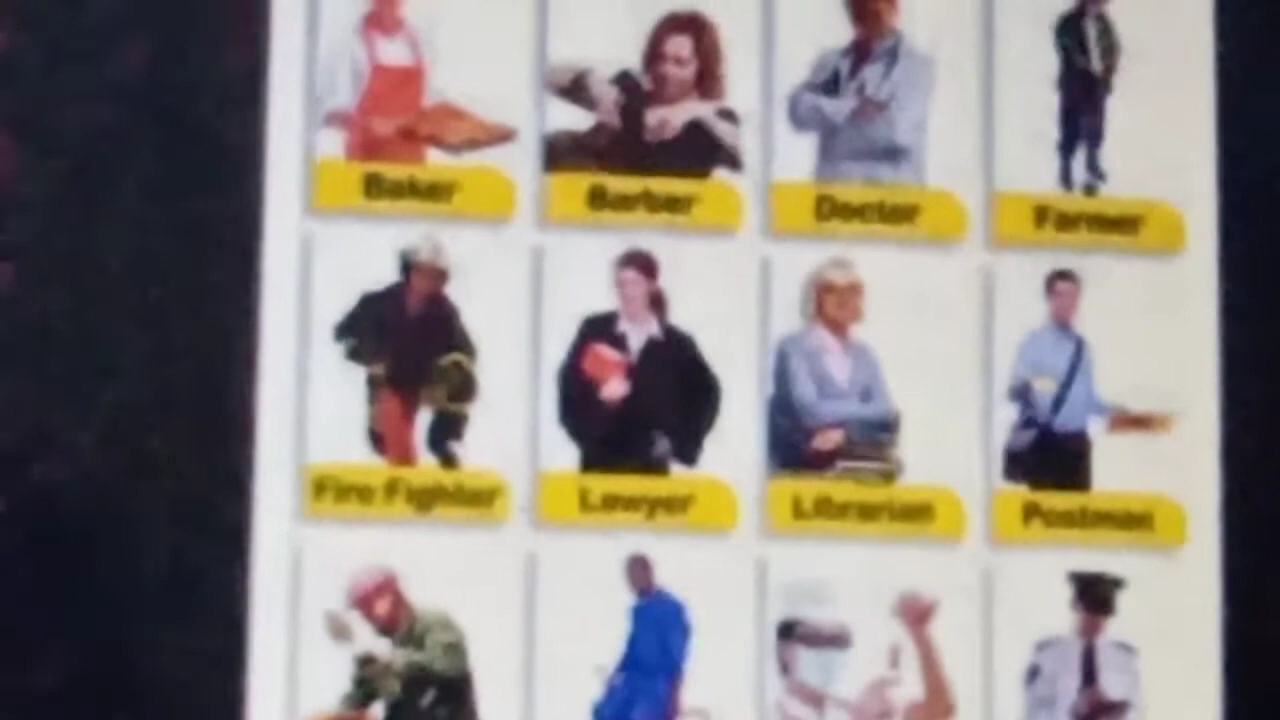 Baker
Barber
Doctor
Farmer
Fire Fighter
Lawyer
Librarian
Postman